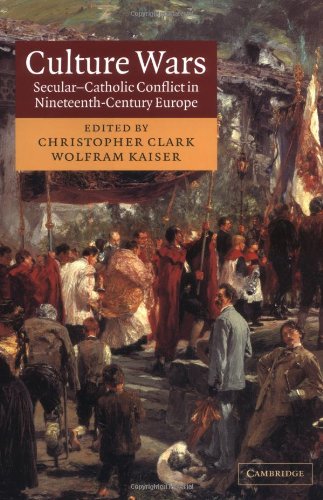 Culture Wars
Secular–Catholic Conflict in
Nineteenth-Century Europe
EDITED BY
CHRISTOPHER CLARK
WOLFRAM KAISER
CAMBRIDGE